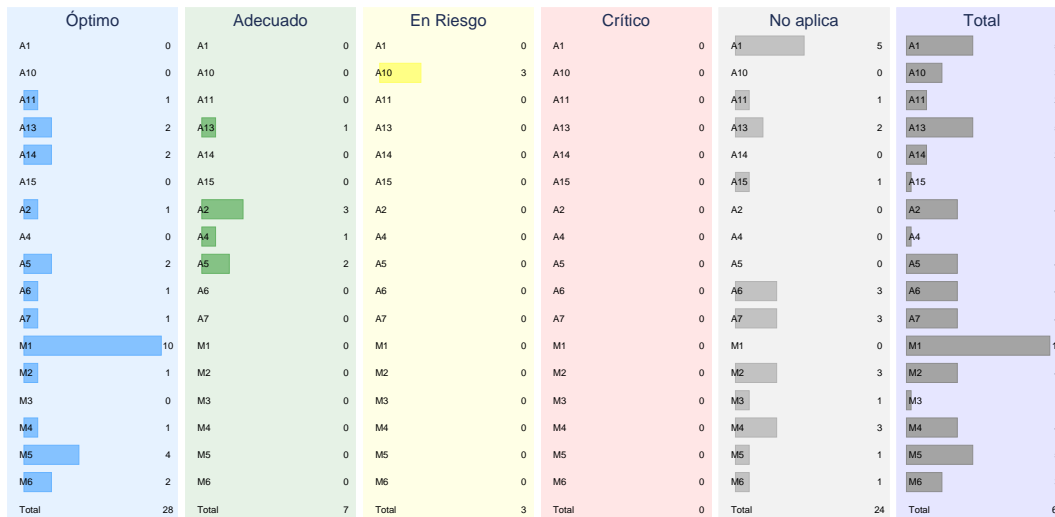 Óptimo Adecuado En Riesgo Crítico No aplica Total
A1 0 A1 0 A1 0 A1 0 A1 5 A1
A10 0 A10 0 A10 3 A10 0 A10 0 A10
A11 1 A11 0 A11 0 A11 0 A11 1 A11
A13 2 A13 1 A13 0 A13 0 A13 2 A13
A14 2 A14 0 A14 0 A14 0 A14 0 A14
A15 0 A15 0 A15 0 A15 0 A15 1 A15
A2 1 A2 3 A2 0 A2 0 A2 0 A2
A4 0 A4 1 A4 0 A4 0 A4 0 A4
A5 2 A5 2 A5 0 A5 0 A5 0 A5
A6 1 A6 0 A6 0 A6 0 A6 3 A6
A7 1 A7 0 A7 0 A7 0 A7 3 A7
M1 10 M1 0 M1 0 M1 0 M1 0 M1 1
M2 1 M2 0 M2 0 M2 0 M2 3 M2
M3 0 M3 0 M3 0 M3 0 M3 1 M3
M4 1 M4 0 M4 0 M4 0 M4 3 M4
M5 4 M5 0 M5 0 M5 0 M5 1 M5
M6 2 M6 0 M6 0 M6 0 M6 1 M6
Total 28 Total 7 Total 3 Total 0 Total 24 Total 6